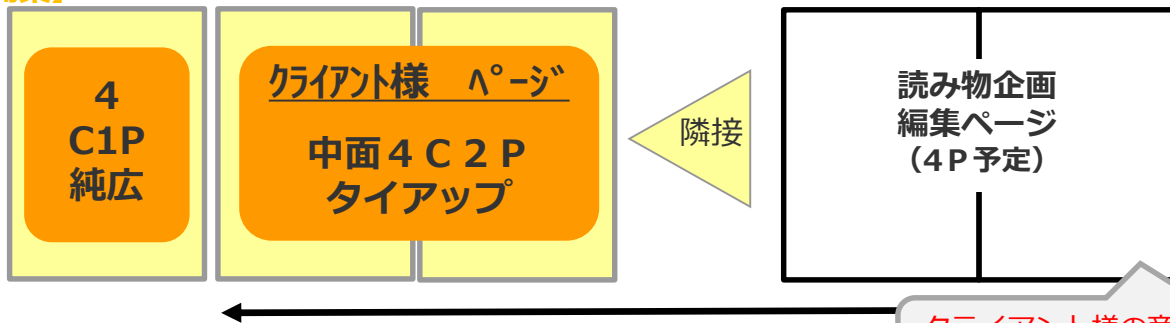 4
C1P
純広
クライアント様 ページ
中面４Ｃ２Ｐ
タイアップ
隣接
読み物企画
編集ページ
（4Ｐ予定）